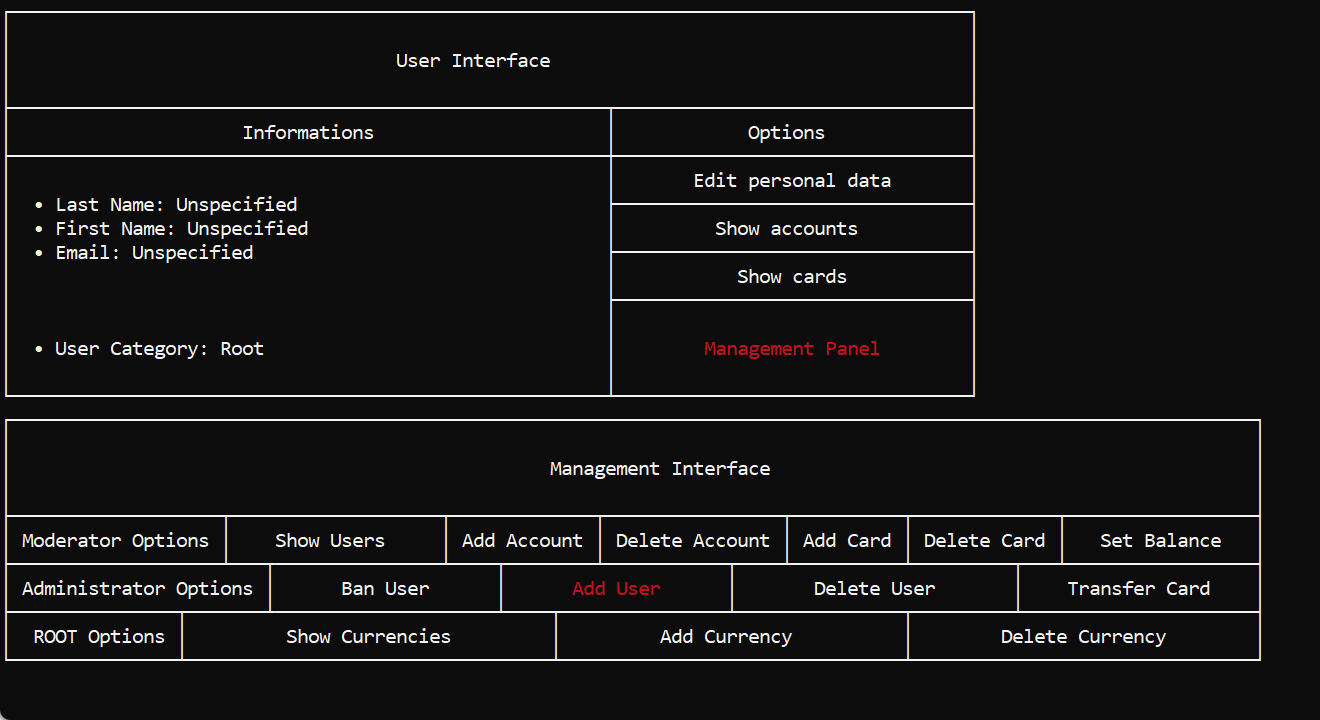 User Interface
Informations
Options
• Last Name: Unspecified
• First Name: Unspecified
• Email: Unspecified
• User Category: Root
Edit personal data
Show accounts
Show cards
Management Panel
Management Interface
Moderator Options Show Users Add Account Delete Account Add Card Delete Card Set Balance
Administrator Options Ban User Add User Delete User Transfer Card
ROOT Options Show Currencies Add Currency Delete Currency